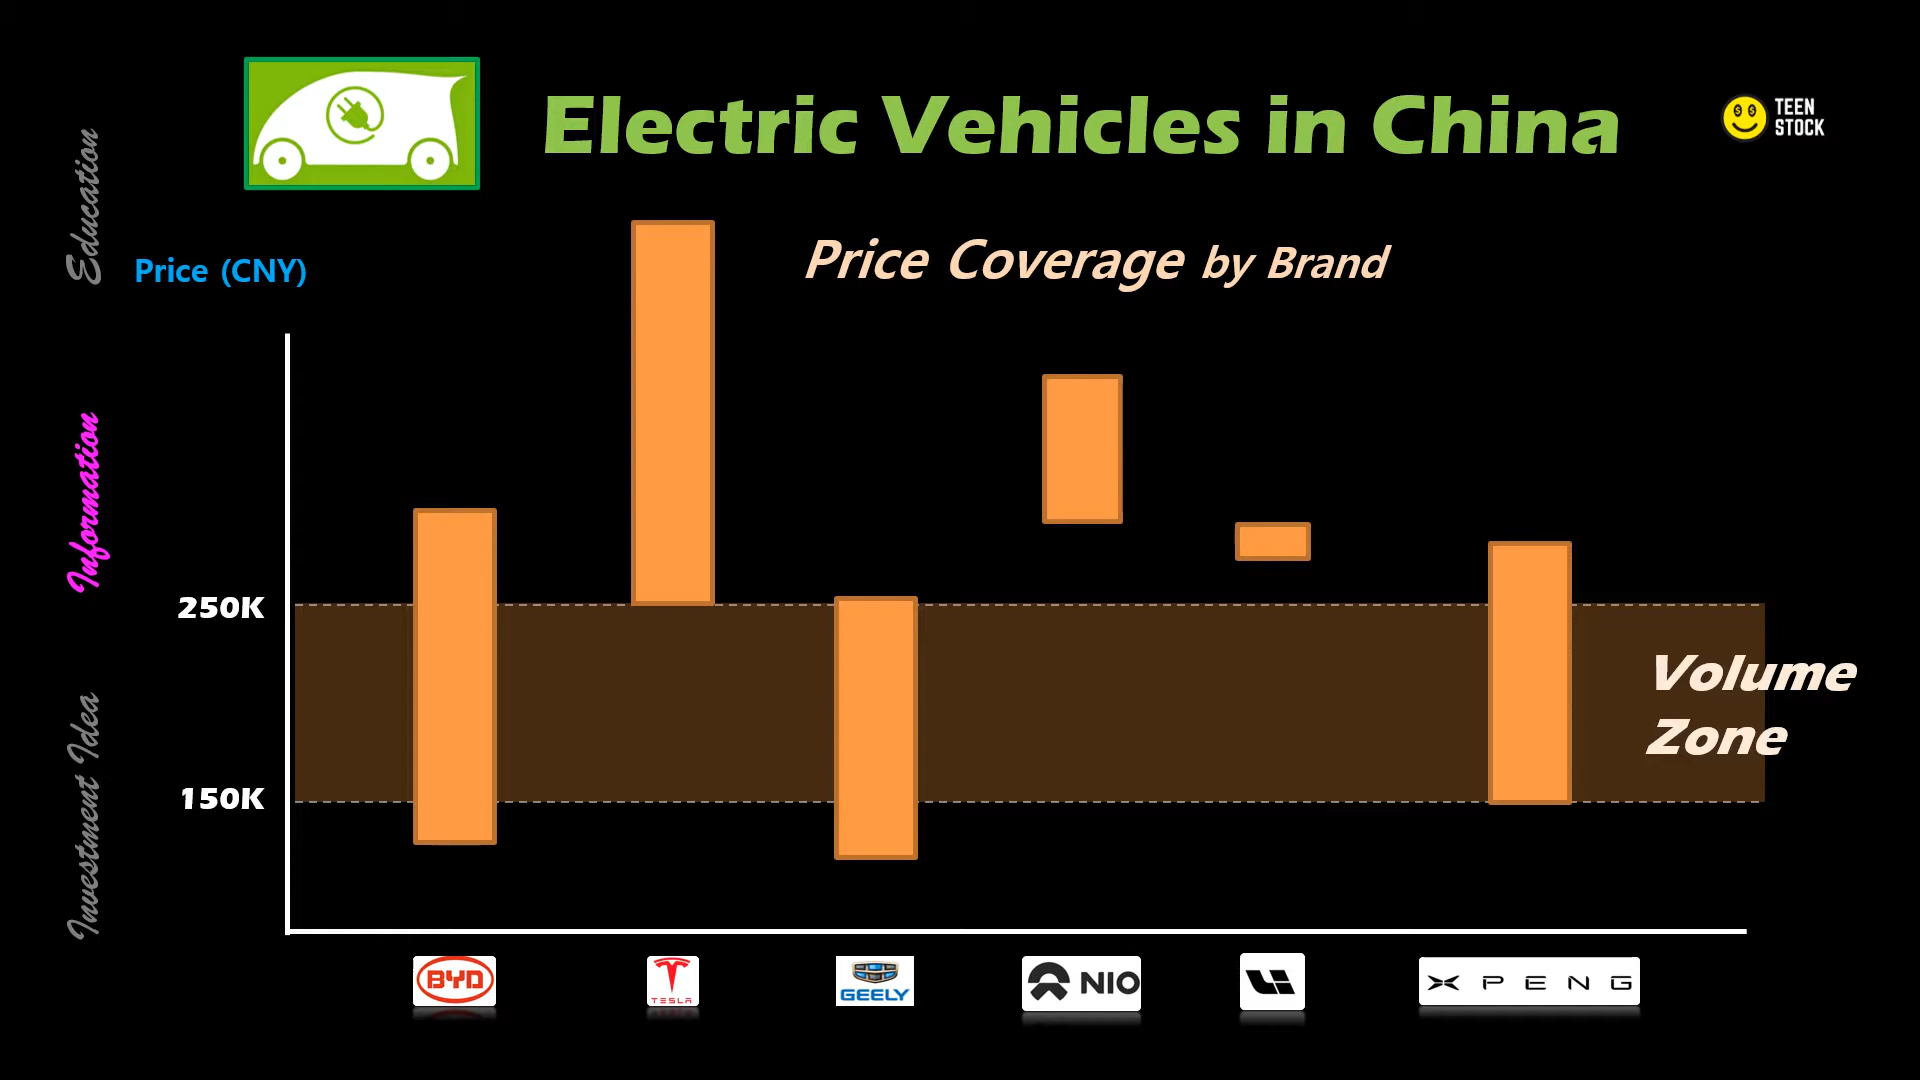 Electric Vehicles in China
TEEN
STOCK
Education
Price (CNY)
Price Coverage by Brand
Information
250K
Volume
Zone
150K
Investment Idea
BYD
TESLA
GEELY
NIO
XPENG